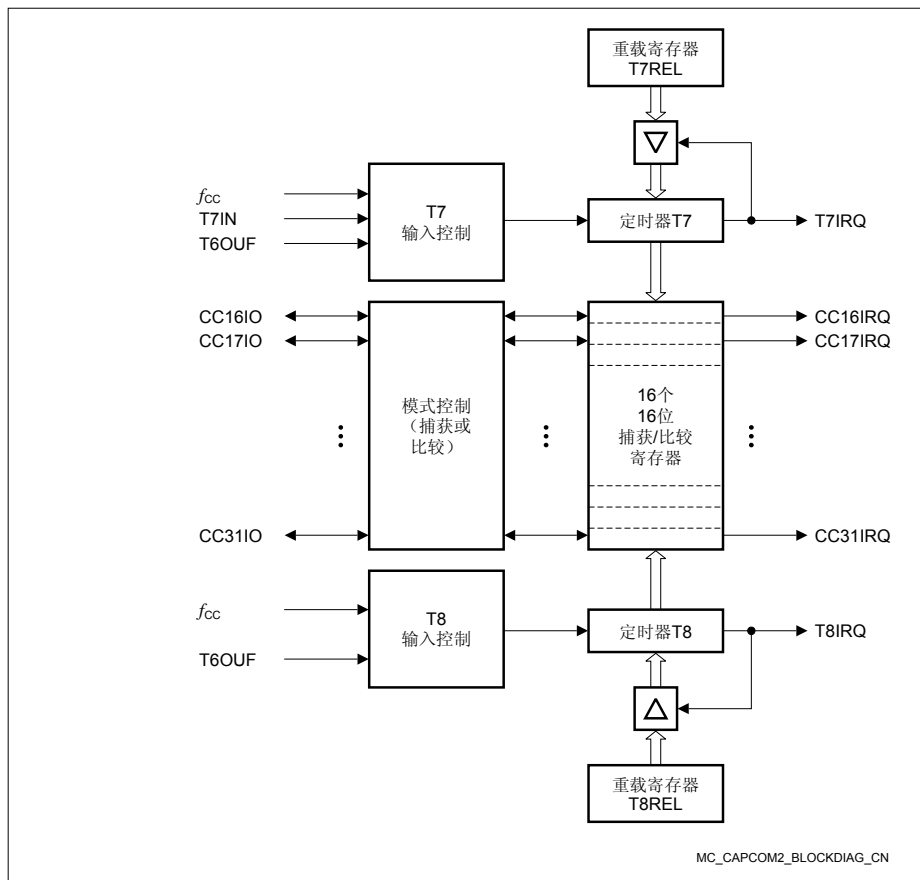 重载寄存器
T7REL
fCC
T7IN
T6OUF
T7
输入控制
定时器T7
T7IRQ
CC16IO
CC17IO
CC31IO
模式控制
（捕获或
比较）
16个
16位
捕获/比较
寄存器
CC16IRQ
CC17IRQ
CC31IRQ
fCC
T6OUF
T8
输入控制
定时器T8
T8IRQ
重载寄存器
T8REL
MC_CAPCOM2_BLOCKDIAG_CN